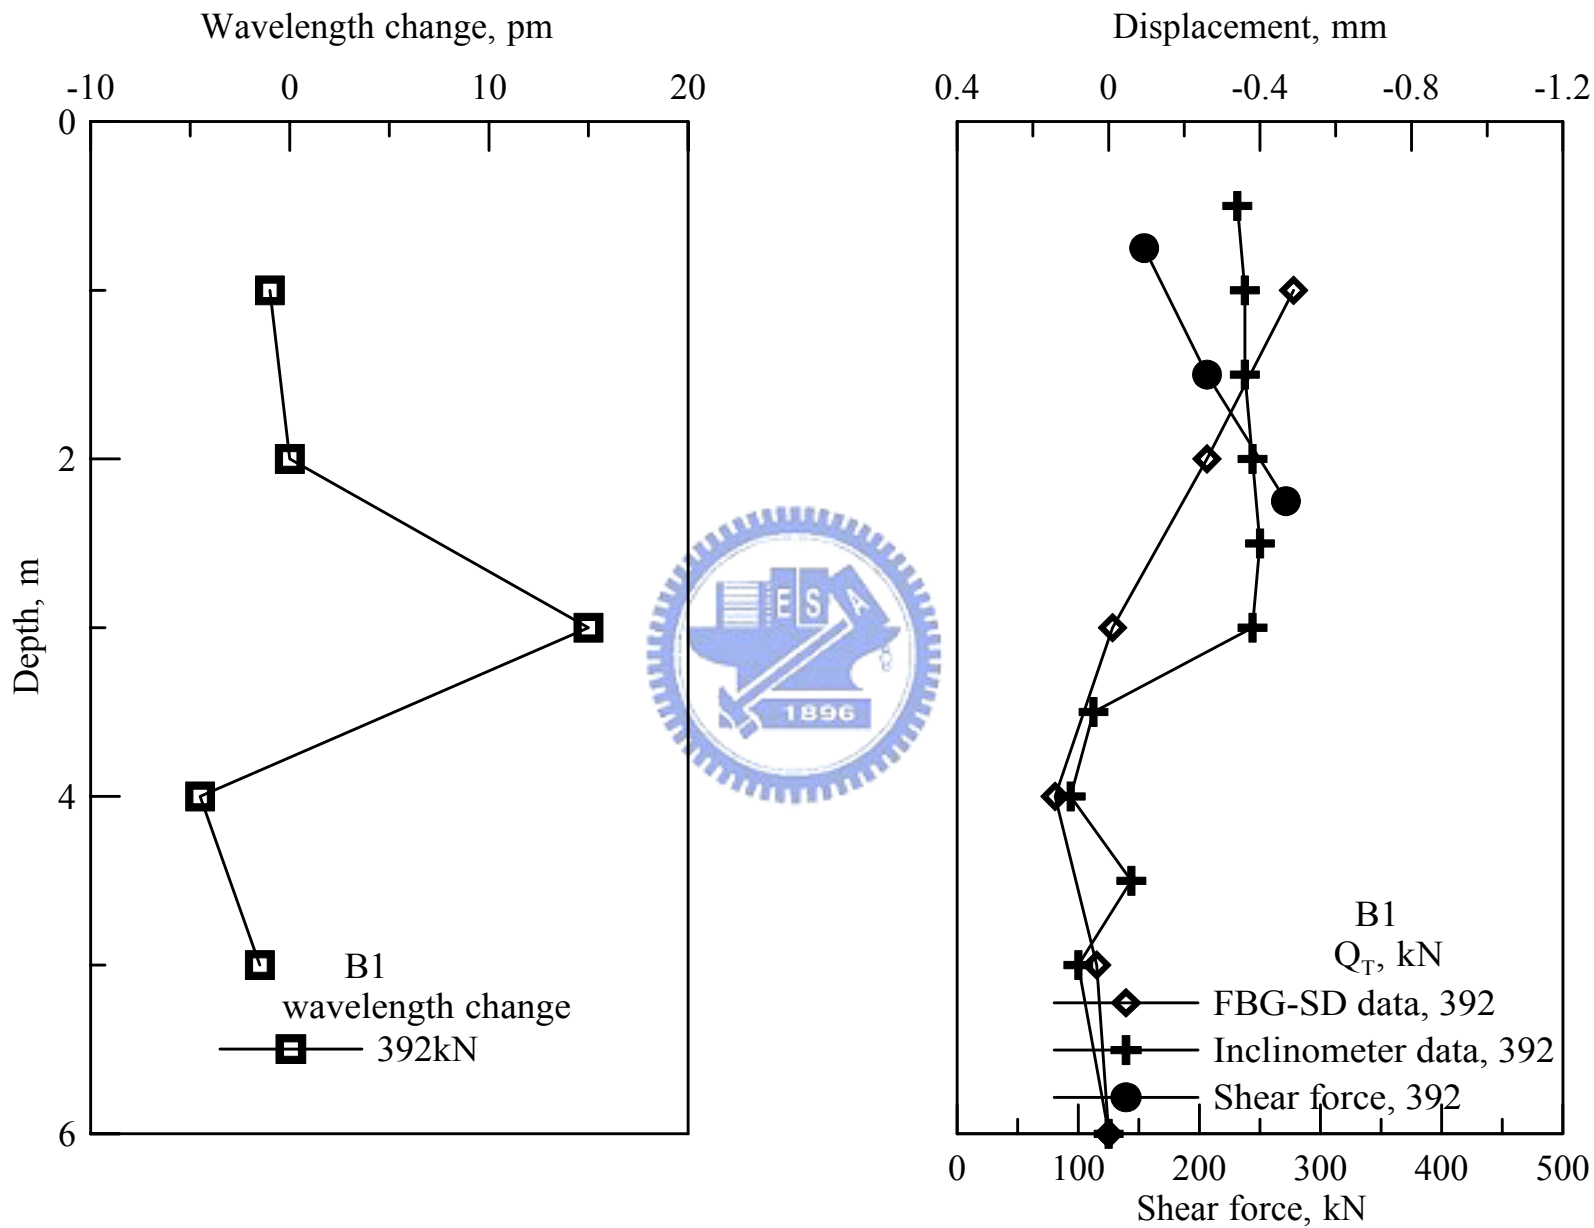 Wavelength change, pm
-10 0 10 20
0
2
4
6
Depth, m
B1
wavelength change
392kN
Displacement, mm
0.4 0 -0.4 -0.8 -1.2
B1
QT, kN
FBG-SD data, 392
Inclinometer data, 392
Shear force, 392
0 100 200 300 400 500
Shear force, kN
E S A
1896